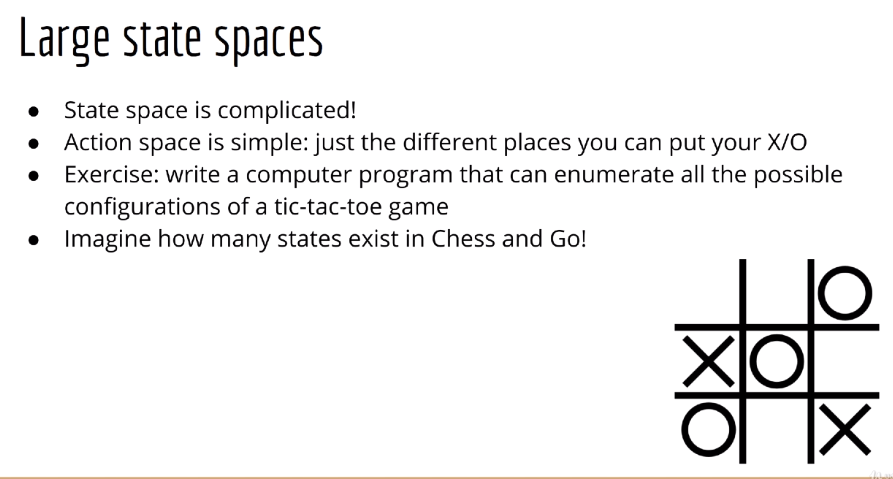 Large state spaces
● State space is complicated!
● Action space is simple: just the different places you can put your X/O
● Exercise: write a computer program that can enumerate all the possible
configurations of a tic-tac-toe game
● Imagine how many states exist in Chess and Go!
O
X O
O X